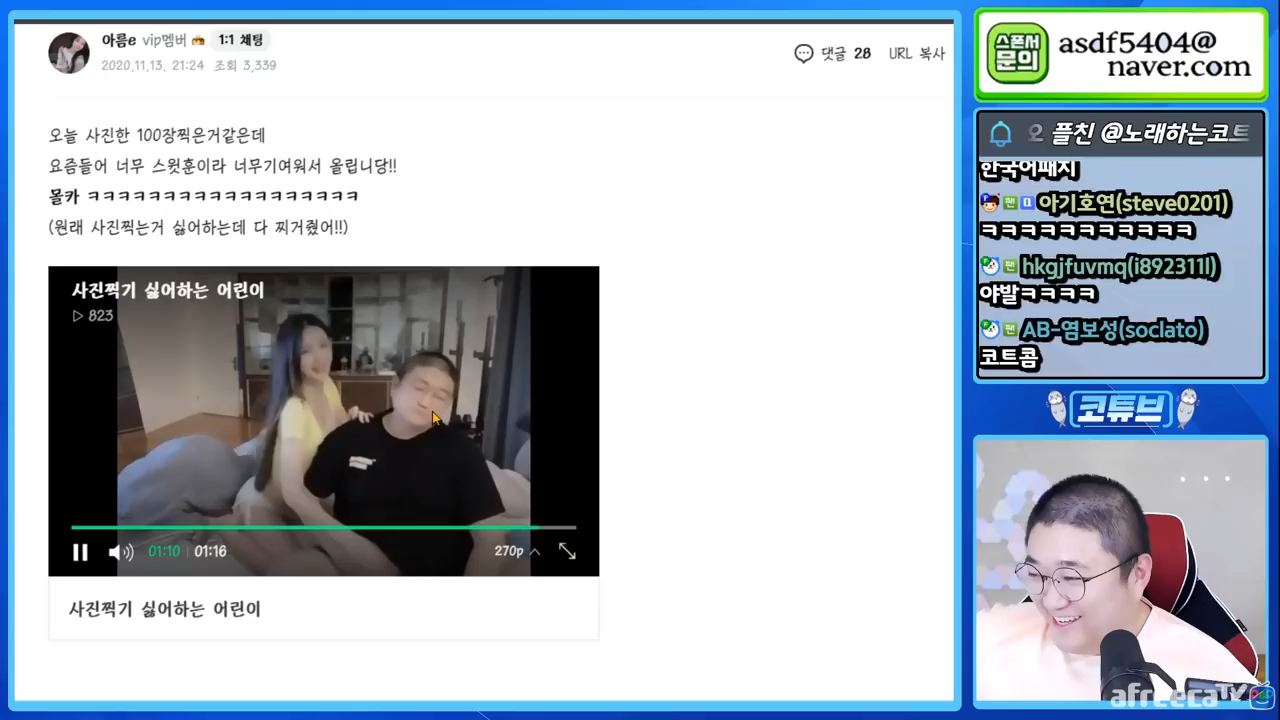 아름e vip멤버 1:1 채팅
2020.11.13. 21:24 조회 3,339
댓글 28 URL 복사
오늘 사진한 100장찍은거같은데
요즘들어 너무 스윗훈이라 너무기여워서 올립니당!!
몰카 ㅋㅋㅋㅋㅋㅋㅋㅋㅋㅋㅋㅋㅋㅋㅋㅋㅋㅋ
(원래 사진찍는거 싫어하는데 다 찌거줬어!!)
사진찍기 싫어하는 어린이
▷ 823
01:10 | 01:16
270p
사진찍기 싫어하는 어린이
스폰서
문의
asdf5404@
naver.com
오 플친 @노래하는코트
한국어패치
팬 아기호연(steve0201)
ㅋㅋㅋㅋㅋㅋㅋㅋㅋㅋㅋ
팬 hkgjfuvmq(i892311l)
야발ㅋㅋㅋㅋ
팬 AB-염보성(soclato)
코트콤
코튜브
afreecaTV